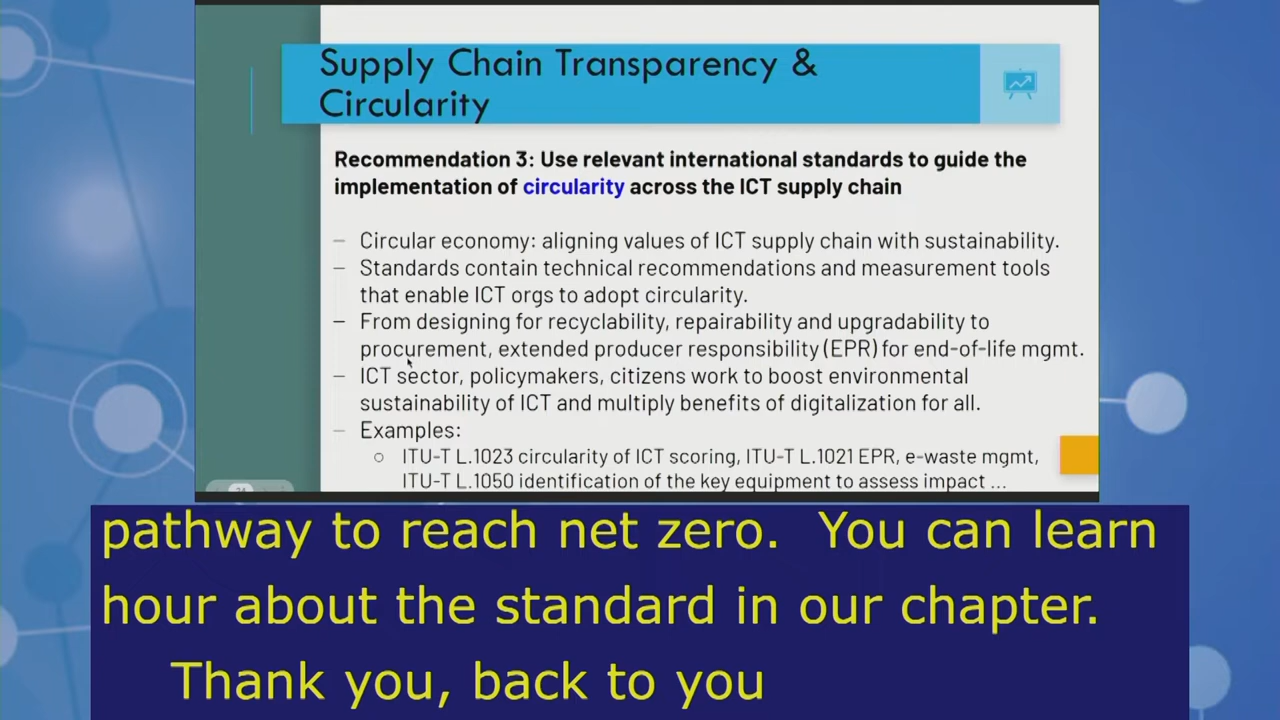 Supply Chain Transparency &
Circularity
Recommendation 3: Use relevant international standards to guide the
implementation of circularity across the ICT supply chain
– Circular economy: aligning values of ICT supply chain with sustainability.
– Standards contain technical recommendations and measurement tools
that enable ICT orgs to adopt circularity.
– From designing for recyclability, repairability and upgradability to
procurement, extended producer responsibility (EPR) for end-of-life mgmt.
– ICT sector, policymakers, citizens work to boost environmental
sustainability of ICT and multiply benefits of digitalization for all.
– Examples:
○ ITU-T L.1023 circularity of ICT scoring, ITU-T L.1021 EPR, e-waste mgmt,
ITU-T L.1050 identification of the key equipment to assess impact ...
pathway to reach net zero. You can learn
hour about the standard in our chapter.
Thank you, back to you